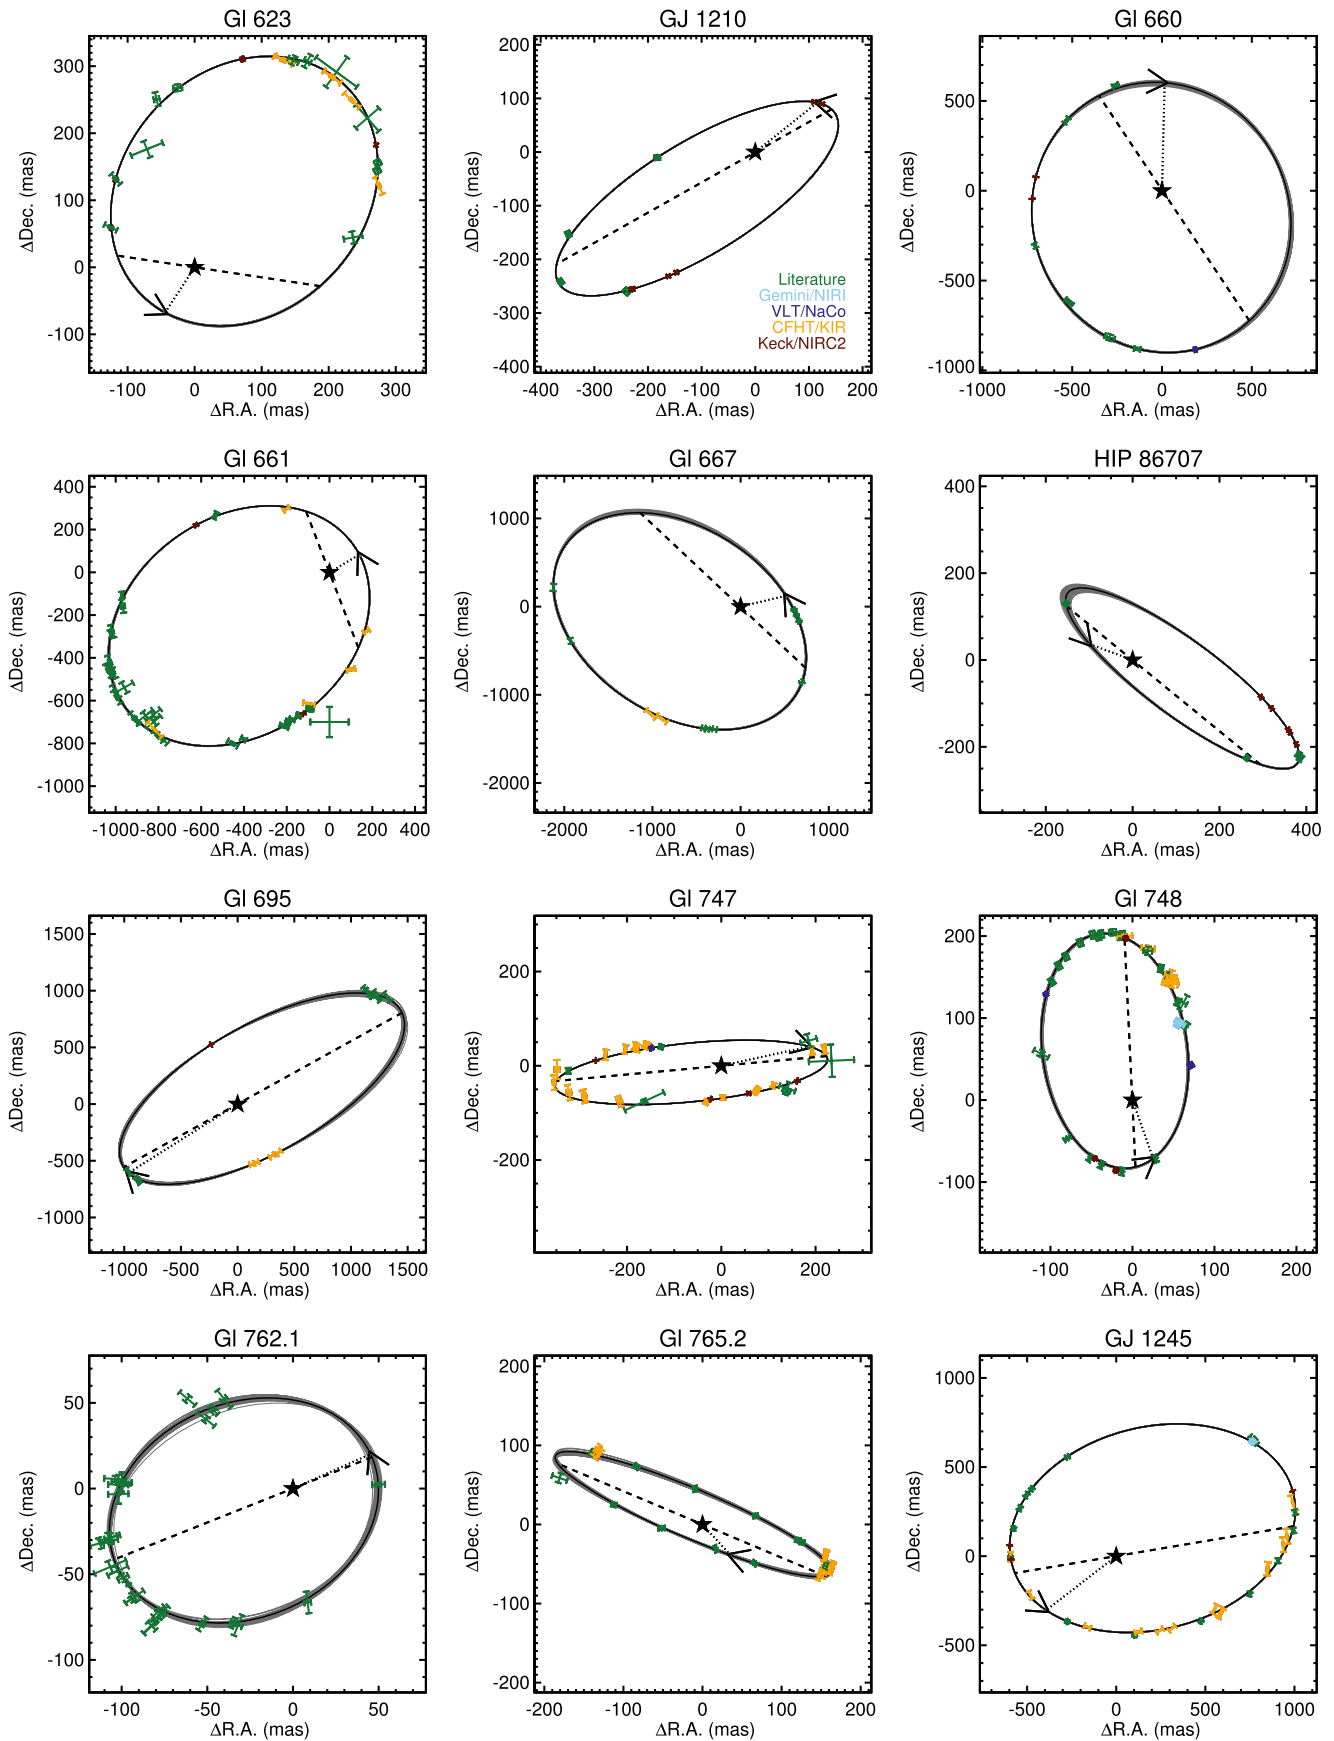 Gl 623
GJ 1210
Gl 660
300
200
100
0
-100
ΔDec. (mas)
-100 0 100 200 300
ΔR.A. (mas)
200
100
0
-100
-200
-300
-400
ΔDec. (mas)
Literature
Gemini/NIRI
VLT/NaCo
CFHT/KIR
Keck/NIRC2
-400 -300 -200 -100 0 100 200
ΔR.A. (mas)
500
0
-500
-1000
ΔDec. (mas)
-1000 -500 0 500
ΔR.A. (mas)
Gl 661
Gl 667
HIP 86707
400
200
0
-200
-400
-600
-800
-1000
ΔDec. (mas)
-1000 -800 -600 -400 -200 0 200 400
ΔR.A. (mas)
1000
0
-1000
-2000
ΔDec. (mas)
-2000 -1000 0 1000
ΔR.A. (mas)
400
200
0
-200
ΔDec. (mas)
-200 0 200 400
ΔR.A. (mas)
Gl 695
Gl 747
Gl 748
1500
1000
500
0
-500
-1000
ΔDec. (mas)
-1000 -500 0 500 1000 1500
ΔR.A. (mas)
200
0
-200
ΔDec. (mas)
-200 0 200
ΔR.A. (mas)
200
100
0
-100
ΔDec. (mas)
-100 0 100 200
ΔR.A. (mas)
Gl 762.1
Gl 765.2
GJ 1245
50
0
-50
-100
ΔDec. (mas)
-100 -50 0 50
ΔR.A. (mas)
200
100
0
-100
-200
ΔDec. (mas)
-200 -100 0 100 200
ΔR.A. (mas)
1000
500
0
-500
ΔDec. (mas)
-500 0 500 1000
ΔR.A. (mas)